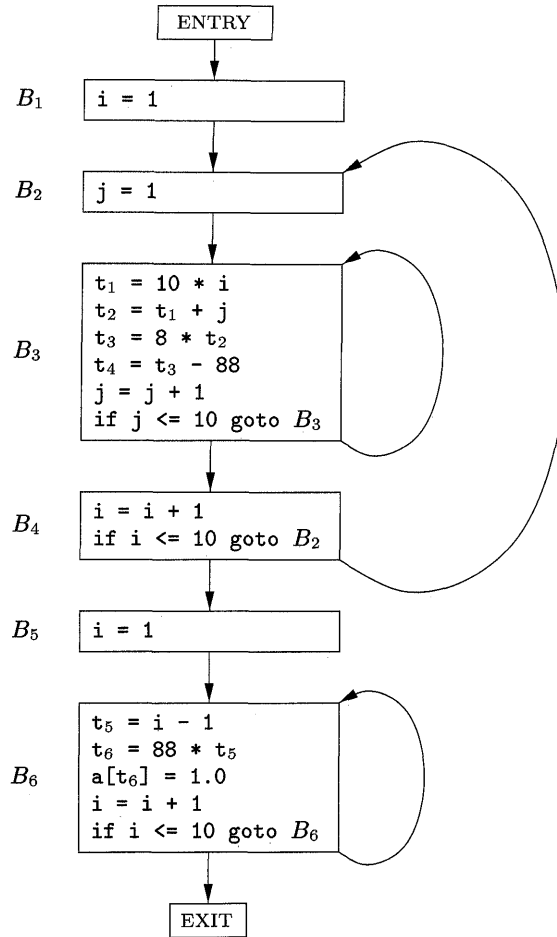 ENTRY
B₁ i = 1
B₂ j = 1
t₁ = 10 * i
t₂ = t₁ + j
B₃ t₃ = 8 * t₂
t₄ = t₃ - 88
j = j + 1
if j <= 10 goto B₃
B₄ i = i + 1
if i <= 10 goto B₂
B₅ i = 1
t₅ = i - 1
t₆ = 88 * t₅
B₆ a[t₆] = 1.0
i = i + 1
if i <= 10 goto B₆
EXIT